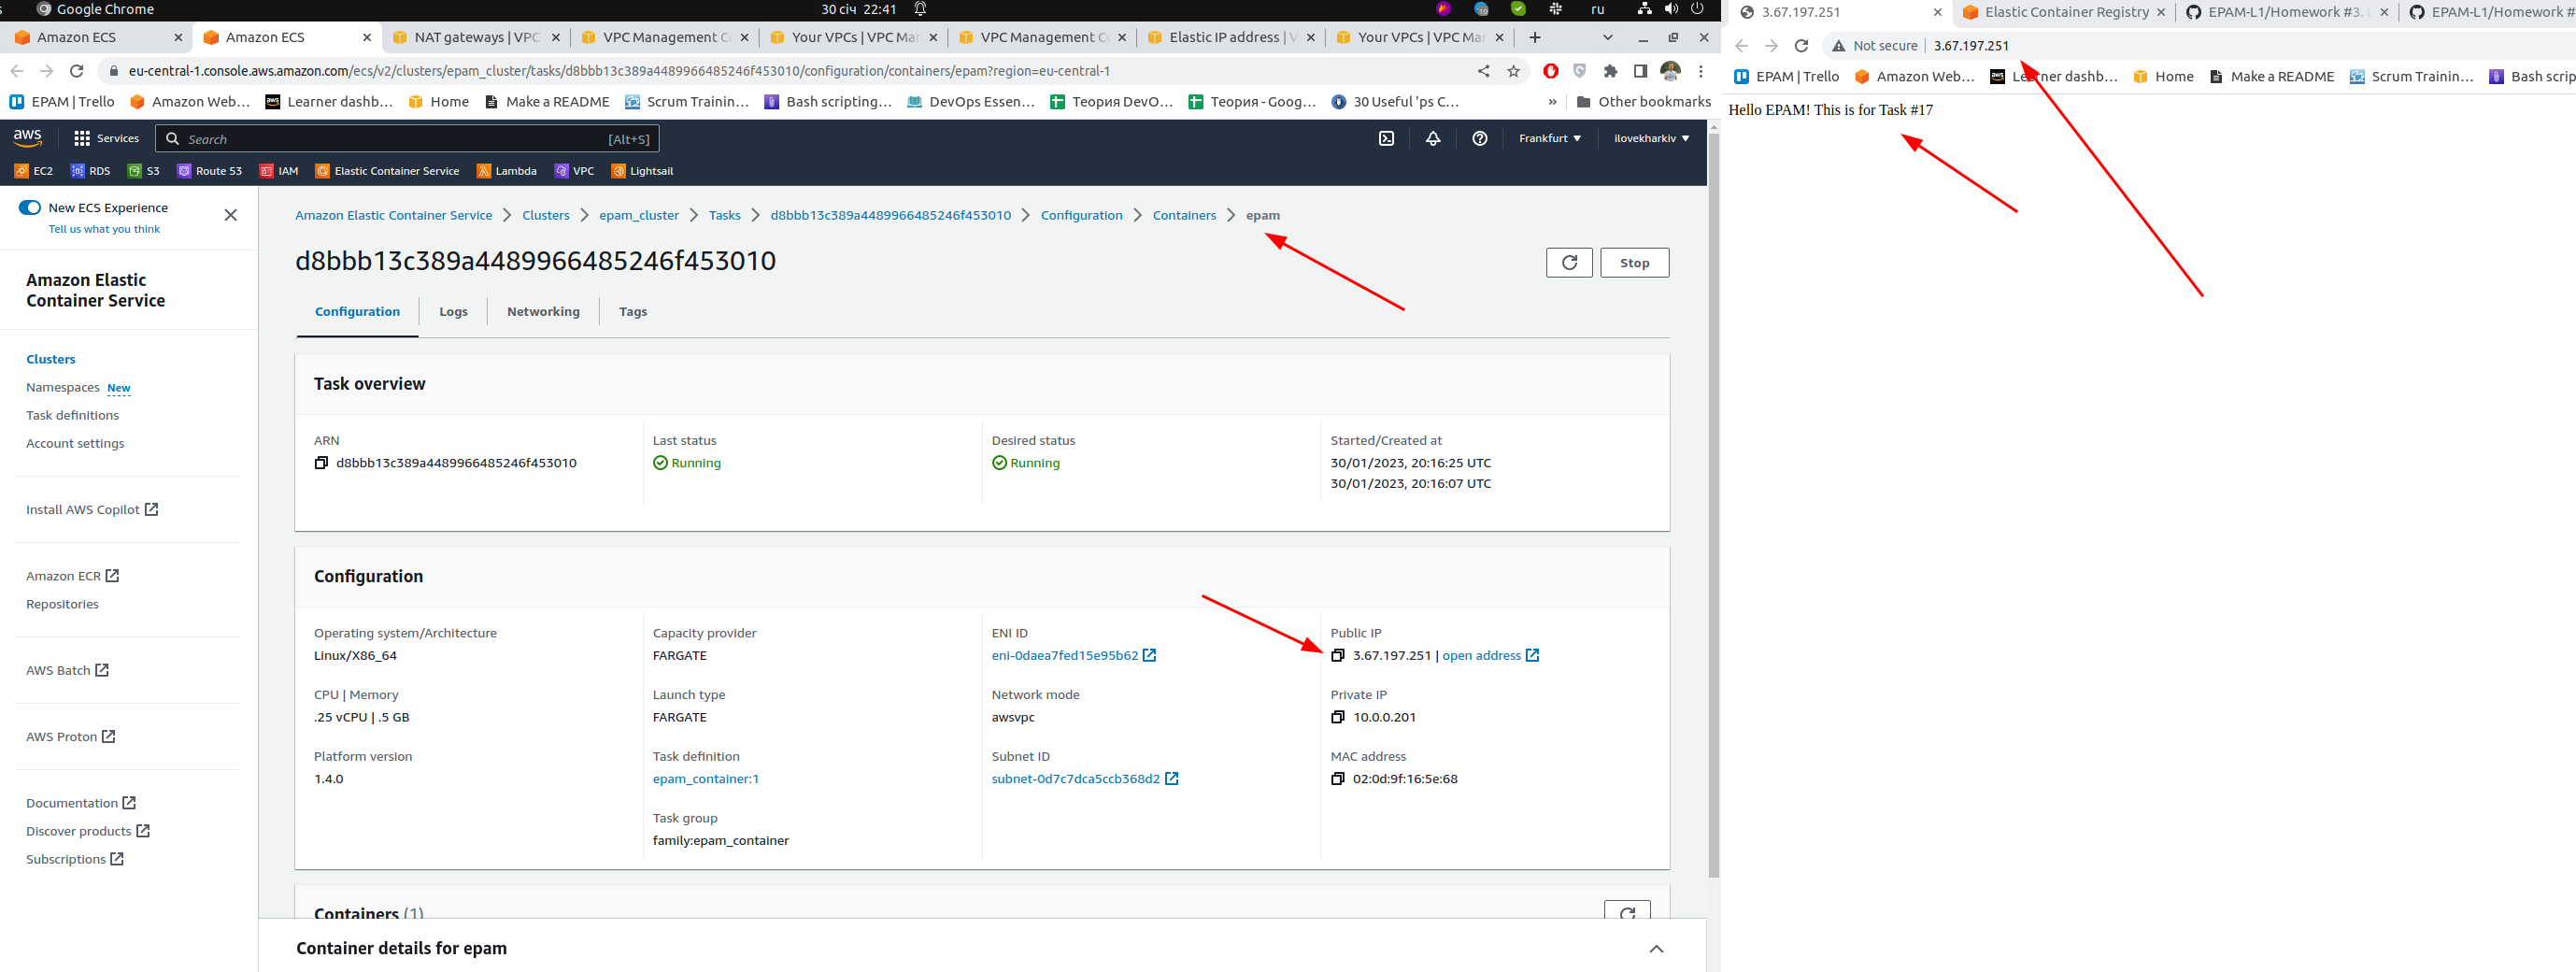 Google Chrome
30 січ 22:41
ru
Amazon ECS
Amazon ECS
NAT gateways | VPC
VPC Management Co
Your VPCs | VPC Man
VPC Management Co
Elastic IP address | V
Your VPCs | VPC Man
eu-central-1.console.aws.amazon.com/ecs/v2/clusters/epam_cluster/tasks/d8bbb13c389a4489966485246f453010/configuration/containers/epam?region=eu-central-1
EPAM | Trello
Amazon Web...
Learner dashb...
Home
Make a README
Scrum Trainin...
Bash scripting...
DevOps Essen...
Теория DevO...
Теория - Goog...
30 Useful 'ps C...
»
Other bookmarks
aws
Services
Search
[Alt+S]
Frankfurt
ilovekharkiv
EC2
RDS
S3
Route 53
IAM
Elastic Container Service
Lambda
VPC
Lightsail
New ECS Experience
Tell us what you think
Amazon Elastic
Container Service
Clusters
Namespaces New
Task definitions
Account settings
Install AWS Copilot
Amazon ECR
Repositories
AWS Batch
AWS Proton
Documentation
Discover products
Subscriptions
Amazon Elastic Container Service > Clusters > epam_cluster > Tasks > d8bbb13c389a4489966485246f453010 > Configuration > Containers > epam
d8bbb13c389a4489966485246f453010
Stop
Configuration
Logs
Networking
Tags
Task overview
ARN
d8bbb13c389a4489966485246f453010
Last status
Running
Desired status
Running
Started/Created at
30/01/2023, 20:16:25 UTC
30/01/2023, 20:16:07 UTC
Configuration
Operating system/Architecture
Linux/X86_64
CPU | Memory
.25 vCPU | .5 GB
Platform version
1.4.0
Capacity provider
FARGATE
Launch type
FARGATE
Task definition
epam_container:1
Task group
family:epam_container
ENI ID
eni-0daea7fed15e95b62
Network mode
awsvpc
Subnet ID
subnet-0d7c7dca5ccb368d2
Public IP
3.67.197.251 | open address
Private IP
10.0.0.201
MAC address
02:0d:9f:16:5e:68
Containers (1)
Container details for epam
3.67.197.251
Elastic Container Registry
EPAM-L1/Homework #3. L
EPAM-L1/Homework #
Not secure | 3.67.197.251
EPAM | Trello
Amazon Web...
Learner dashb...
Home
Make a README
Scrum Trainin...
Bash scrip
Hello EPAM! This is for Task #17